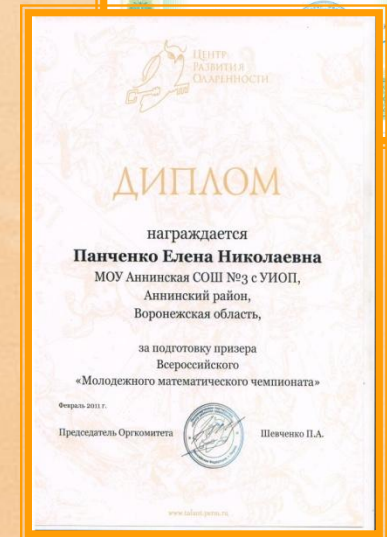 Центр
Развития
Одаренности
ДИПЛОМ
награждается
Панченко Елена Николаевна
МОУ Аннинская СОШ №3 с УИОП,
Аннинский район,
Воронежская область,
за подготовку призера
Всероссийского
«Молодежного математического чемпионата»
Февраль 2011 г.
Председатель Оргкомитета Шевченко П.А.
www.talant.perm.ru